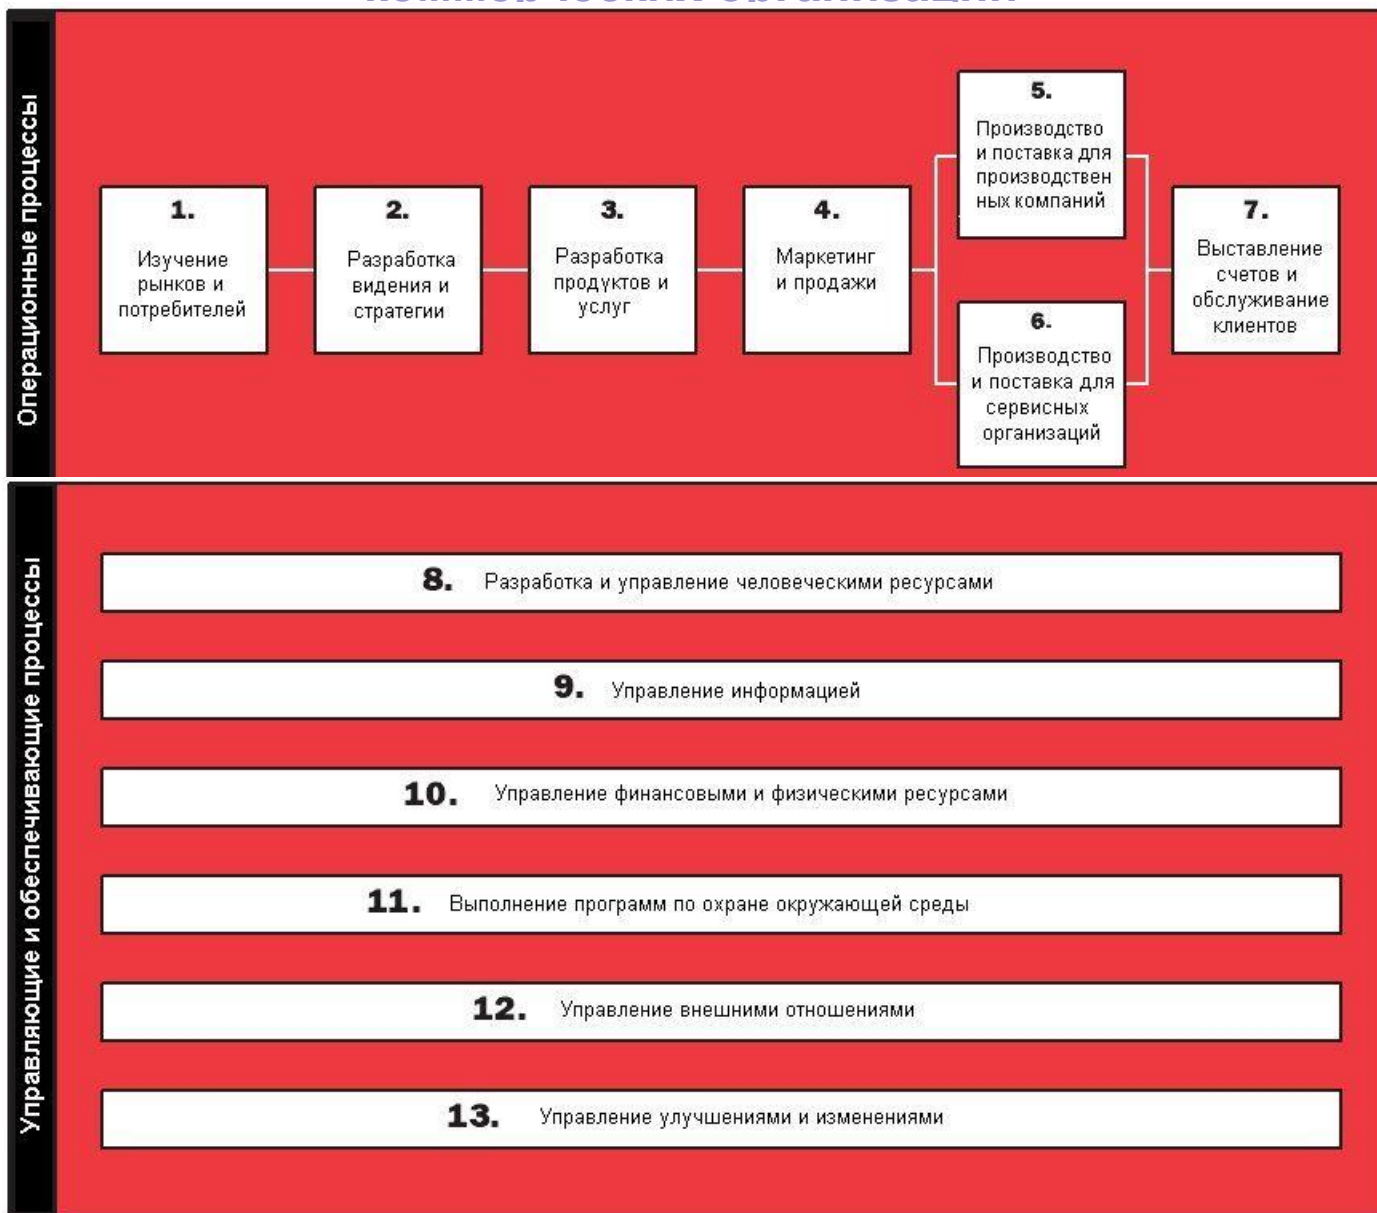 Операционные процессы
1.
Изучение
рынков и
потребителей
2.
Разработка
видения и
стратегии
3.
Разработка
продуктов и
услуг
4.
Маркетинг
и продажи
5.
Производство
и поставка для
производствен
ных компаний
6.
Производство
и поставка для
сервисных
организаций
7.
Выставление
счетов и
обслуживание
клиентов
Управляющие и обеспечивающие процессы
8. Разработка и управление человеческими ресурсами
9. Управление информацией
10. Управление финансовыми и физическими ресурсами
11. Выполнение программ по охране окружающей среды
12. Управление внешними отношениями
13. Управление улучшениями и изменениями